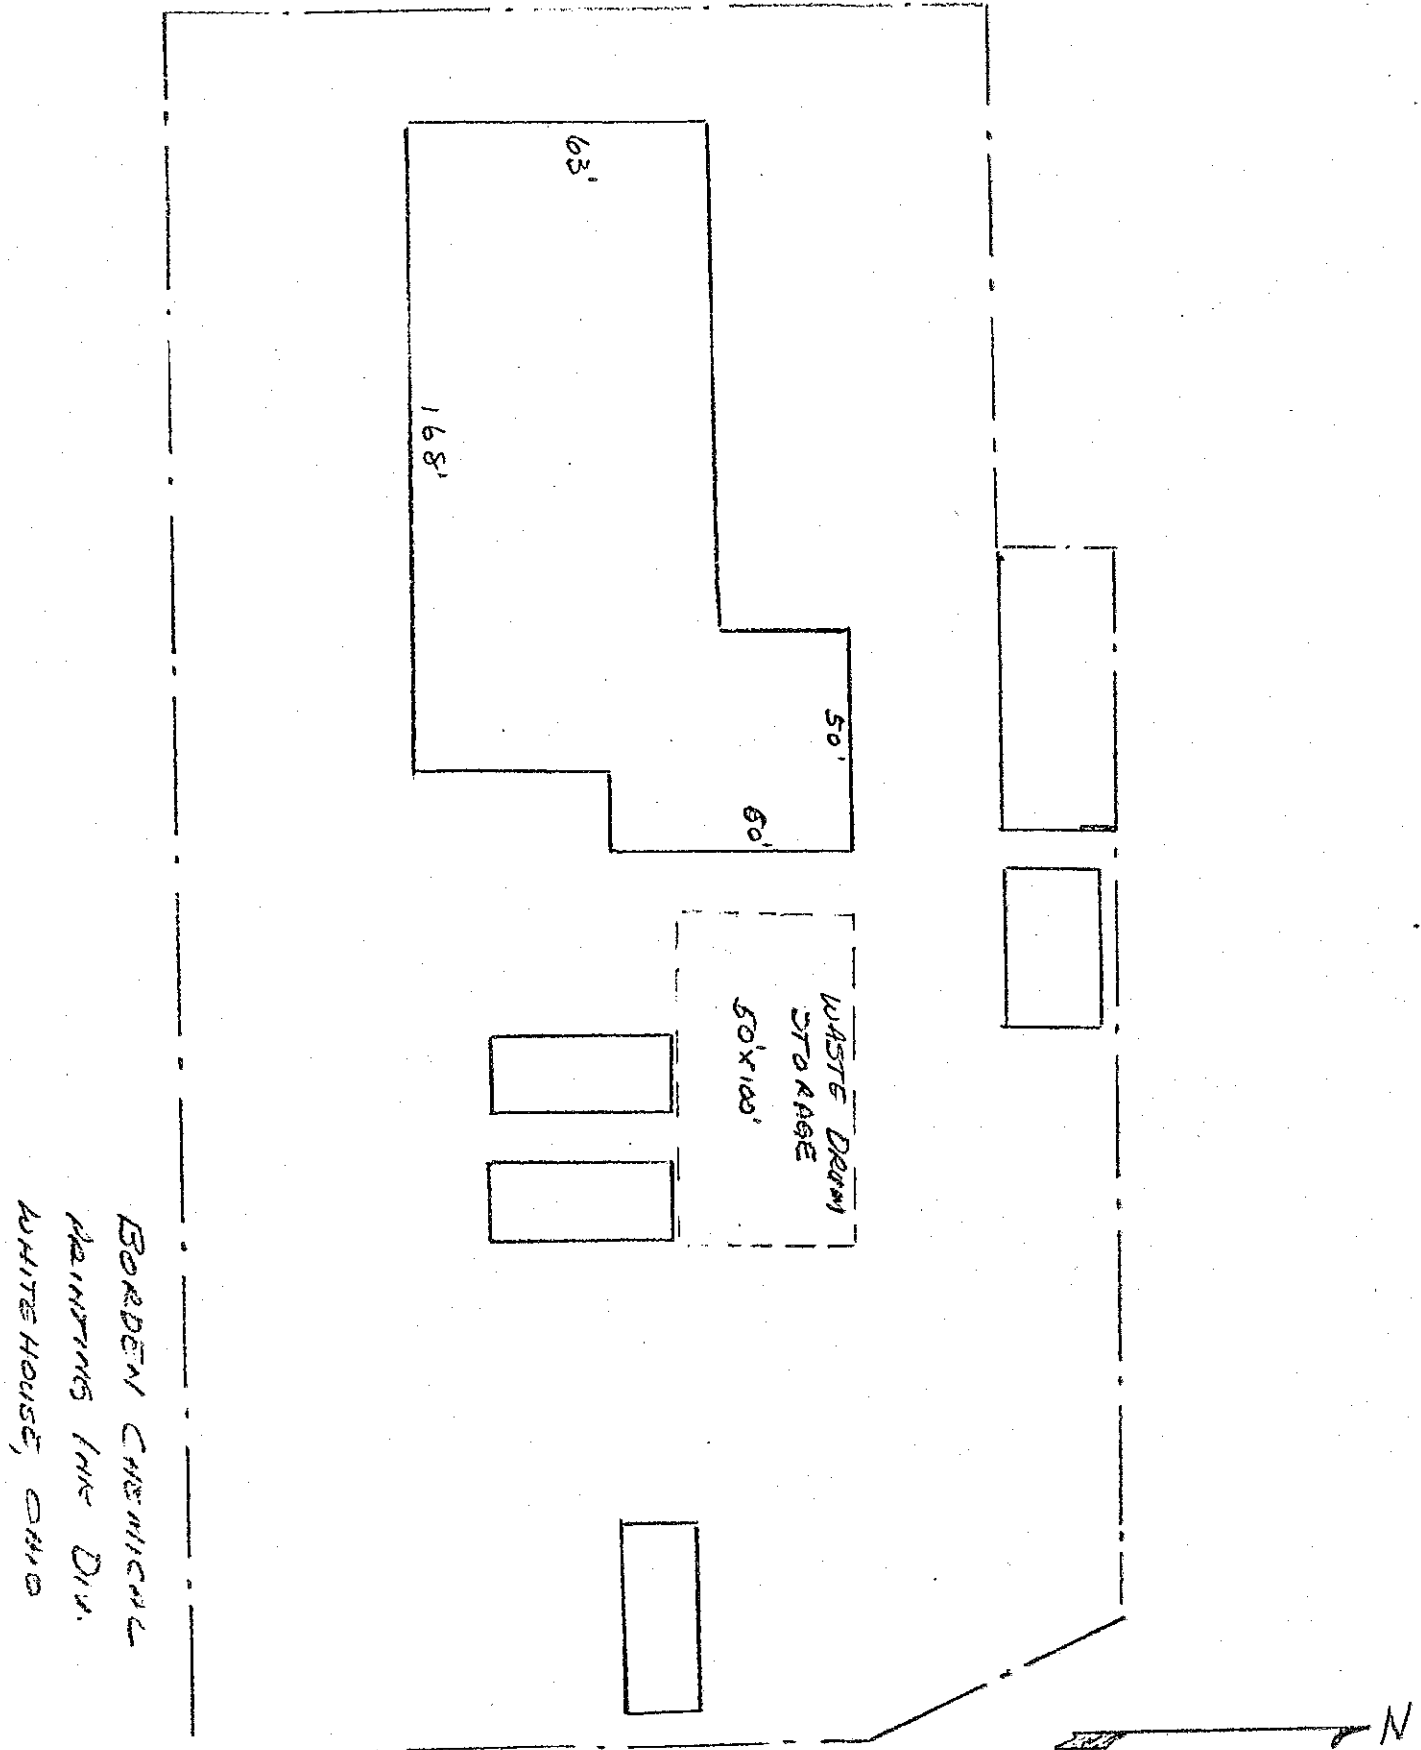 N
63'
168'
50'
60'
WASTE DRUM
STORAGE
50'X100'
BORDEN CHEMICAL
PRINTING INK DIV.
WHITEHOUSE, OHIO